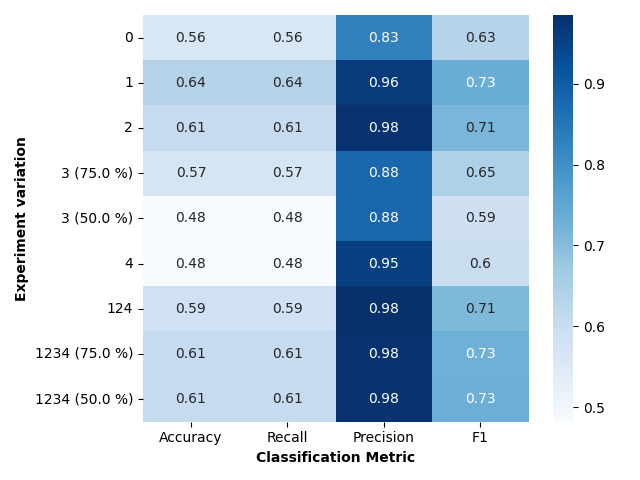 0 0.56 0.56 0.83 0.63
1 0.64 0.64 0.96 0.73
2 0.61 0.61 0.98 0.71
3 (75.0 %) 0.57 0.57 0.88 0.65
3 (50.0 %) 0.48 0.48 0.88 0.59
4 0.48 0.48 0.95 0.6
124 0.59 0.59 0.98 0.71
1234 (75.0 %) 0.61 0.61 0.98 0.73
1234 (50.0 %) 0.61 0.61 0.98 0.73
Accuracy Recall Precision F1
Classification Metric
Experiment variation
0.9
0.8
0.7
0.6
0.5